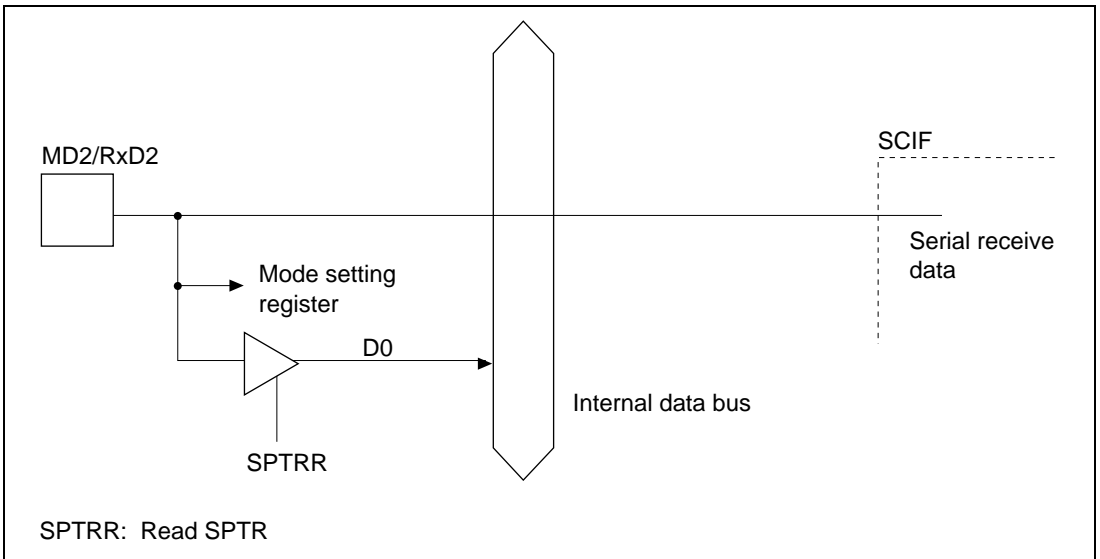 MD2/RxD2
SCIF
Serial receive
data
Mode setting
register
D0
Internal data bus
SPTRR
SPTRR: Read SPTR